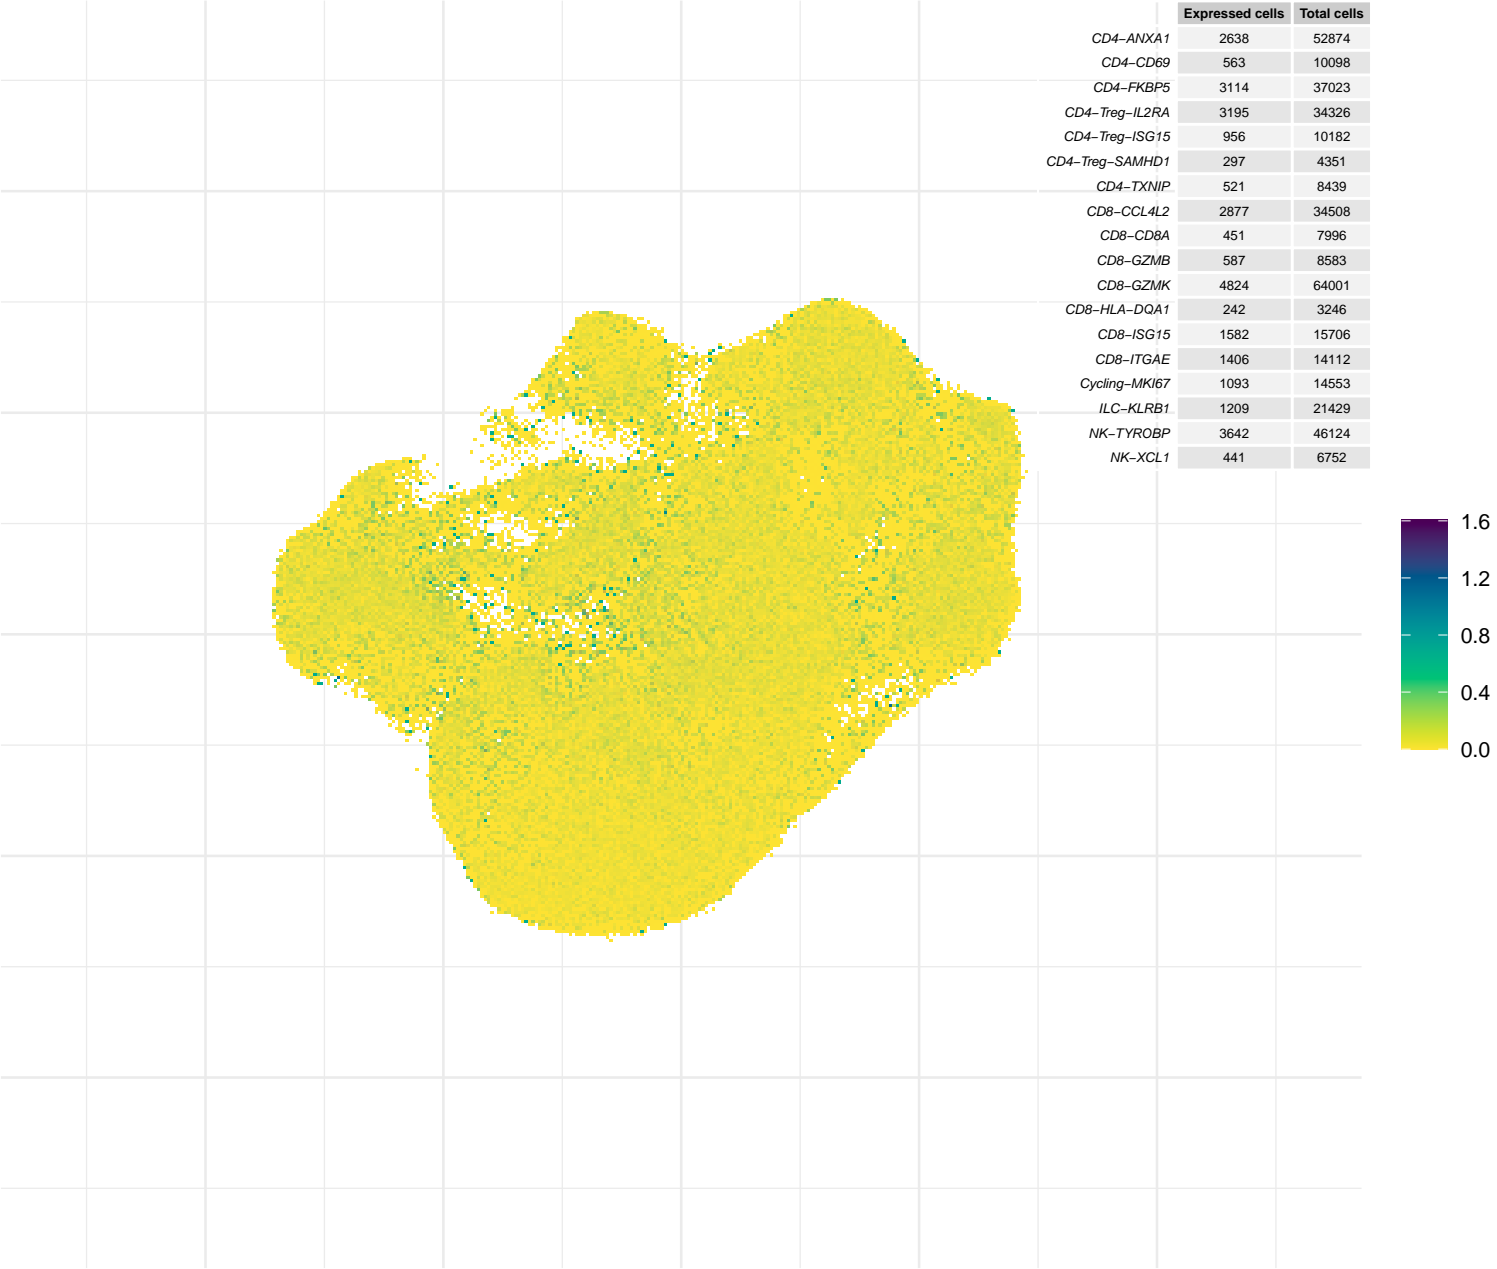 Expressed cells Total cells
CD4−ANXA1 2638 52874
CD4−CD69 563 10098
CD4−FKBP5 3114 37023
CD4−Treg−IL2RA 3195 34326
CD4−Treg−ISG15 956 10182
CD4−Treg−SAMHD1 297 4351
CD4−TXNIP 521 8439
CD8−CCL4L2 2877 34508
CD8−CD8A 451 7996
CD8−GZMB 587 8583
CD8−GZMK 4824 64001
CD8−HLA−DQA1 242 3246
CD8−ISG15 1582 15706
CD8−ITGAE 1406 14112
Cycling−MKI67 1093 14553
ILC−KLRB1 1209 21429
NK−TYROBP 3642 46124
NK−XCL1 441 6752
1.6
1.2
0.8
0.4
0.0